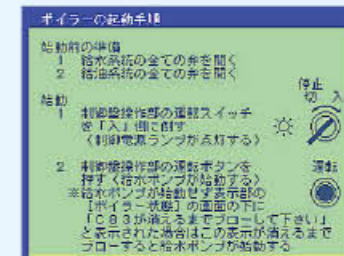 ボイラーの起動手順
始動前の準備
1 給水系統の全ての弁を開く
2 給油系統の全ての弁を開く
始動
1 制御盤操作部の運転スイッチ
を「入」側に倒す
(制御電源ランプが点灯する)
停止
切 入
2 制御盤操作部の運転ボタンを
押す(給水ポンプが始動する)
※給水ポンプが始動せず表示部の
[ボイラー状態]の画面の下に
「C83が消えるまでブローして下さい」
と表示された場合はこの表示が消えるまで
ブローすると給水ポンプが始動する
運転